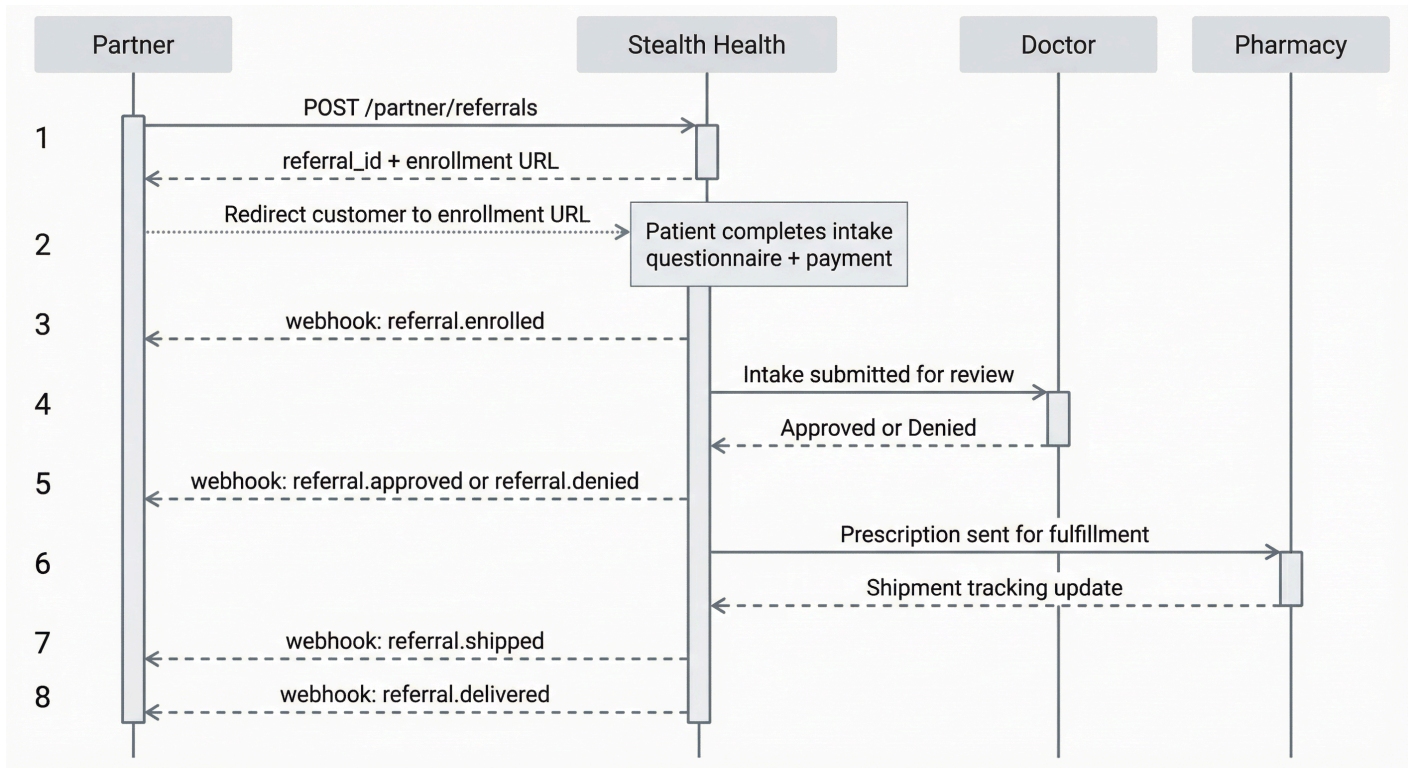 Partner
Stealth Health
Doctor
Pharmacy
POST /partner/referrals
1
referral_id + enrollment URL
Redirect customer to enrollment URL
2
Patient completes intake
questionnaire + payment
3
webhook: referral.enrolled
Intake submitted for review
4
Approved or Denied
5
webhook: referral.approved or referral.denied
Prescription sent for fulfillment
6
Shipment tracking update
7
webhook: referral.shipped
8
webhook: referral.delivered